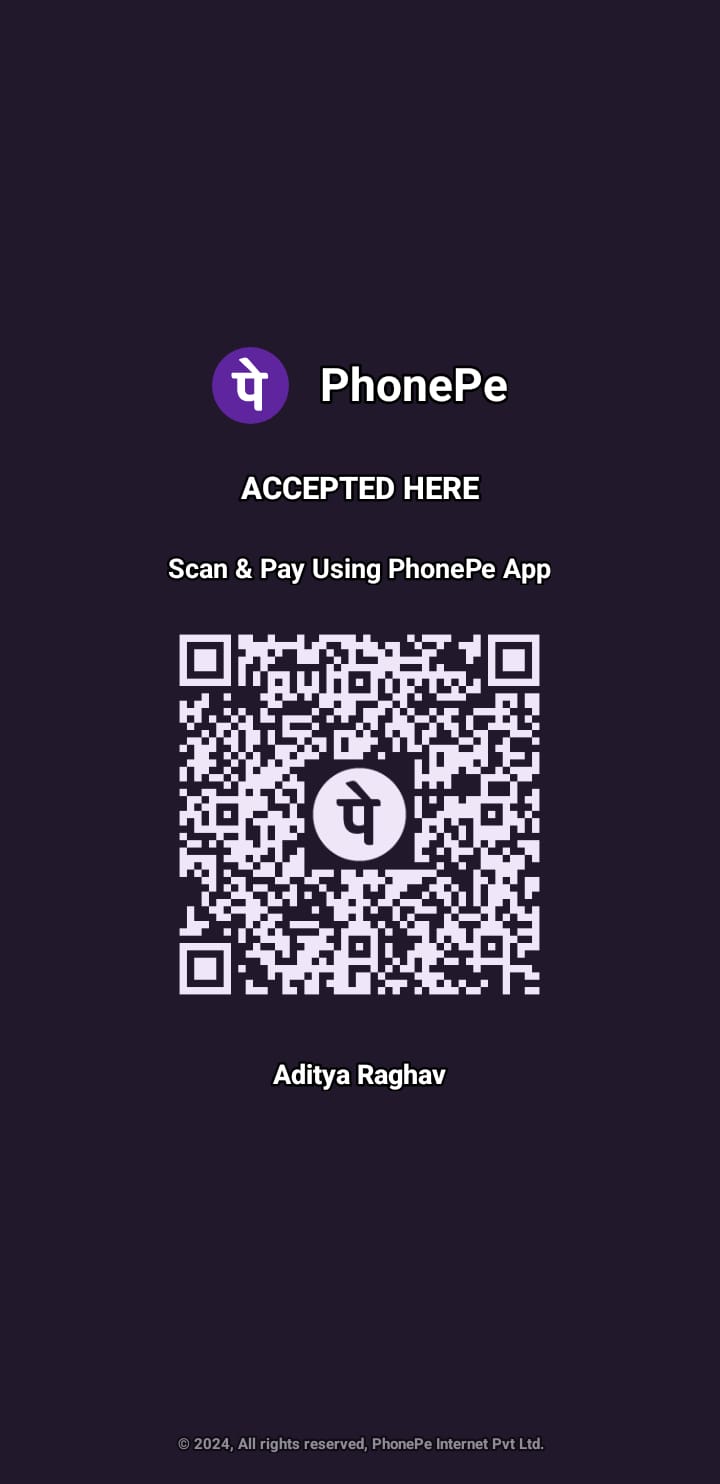 पे PhonePe
ACCEPTED HERE
Scan & Pay Using PhonePe App
पे
Aditya Raghav
© 2024, All rights reserved, PhonePe Internet Pvt Ltd.